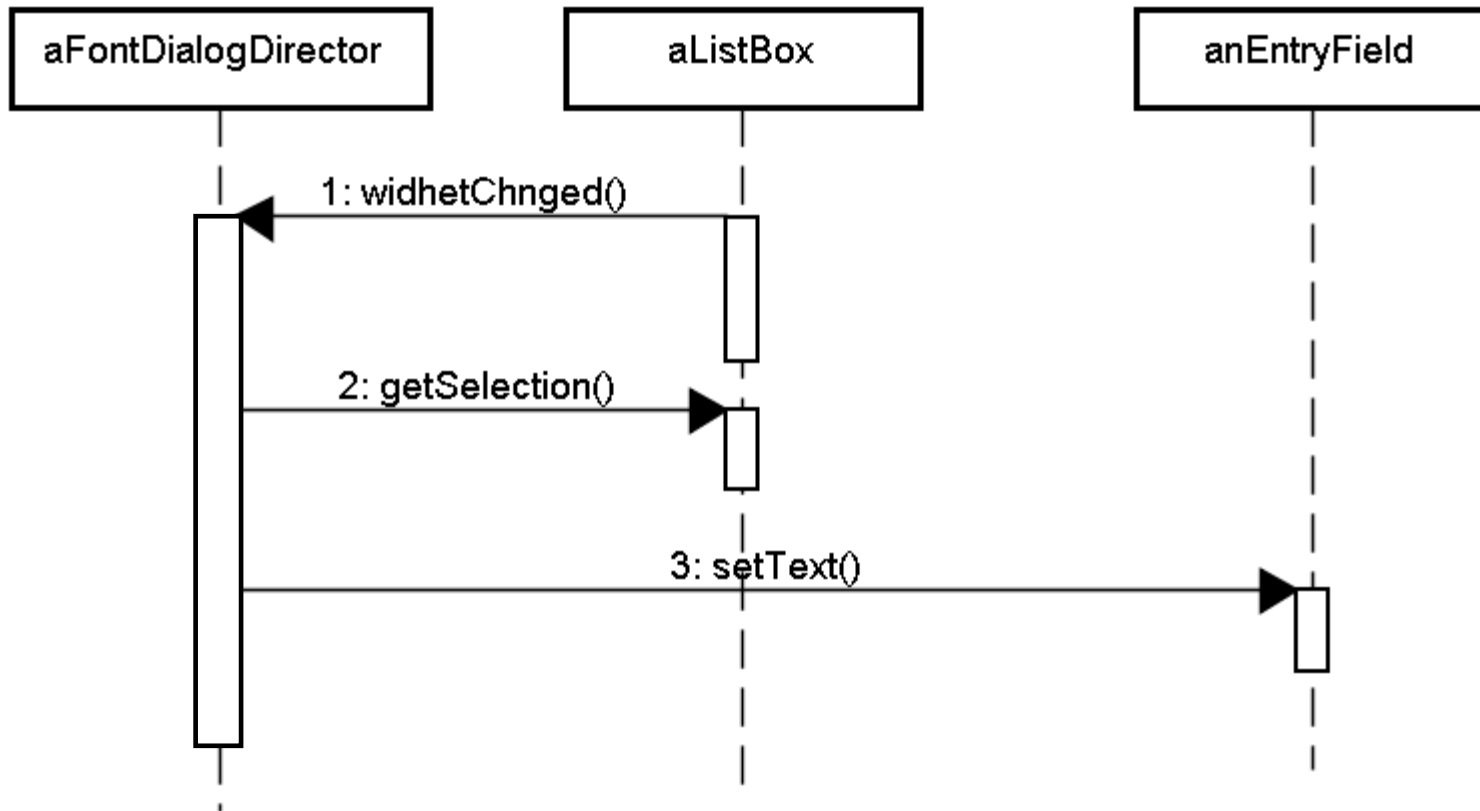 aFontDialogDirector
aListBox
anEntryField
1: widhetChnged()
2: getSelection()
3: setText()